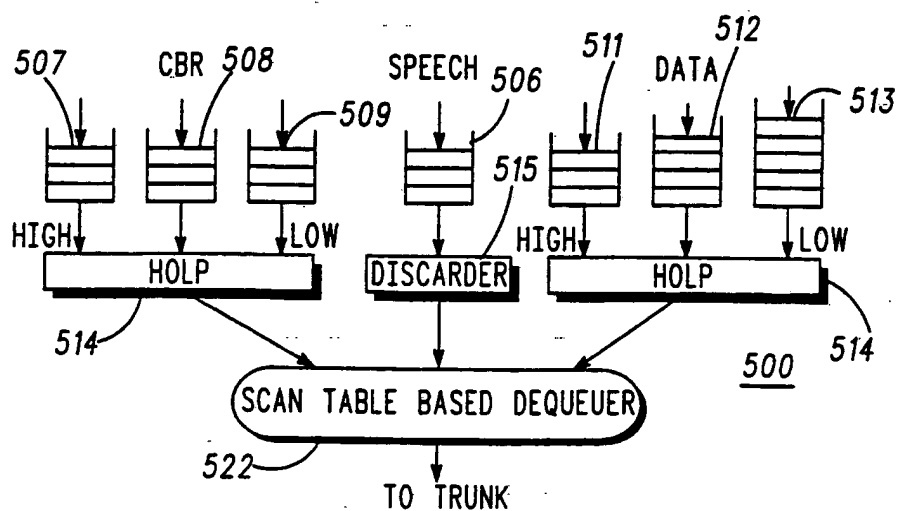 507
CBR
508
509
SPEECH
506
515
511
DATA
512
513
HIGH
LOW
HIGH
LOW
HOLP
DISCARDER
HOLP
514
514
500
SCAN TABLE BASED DEQUEUER
522
TO TRUNK